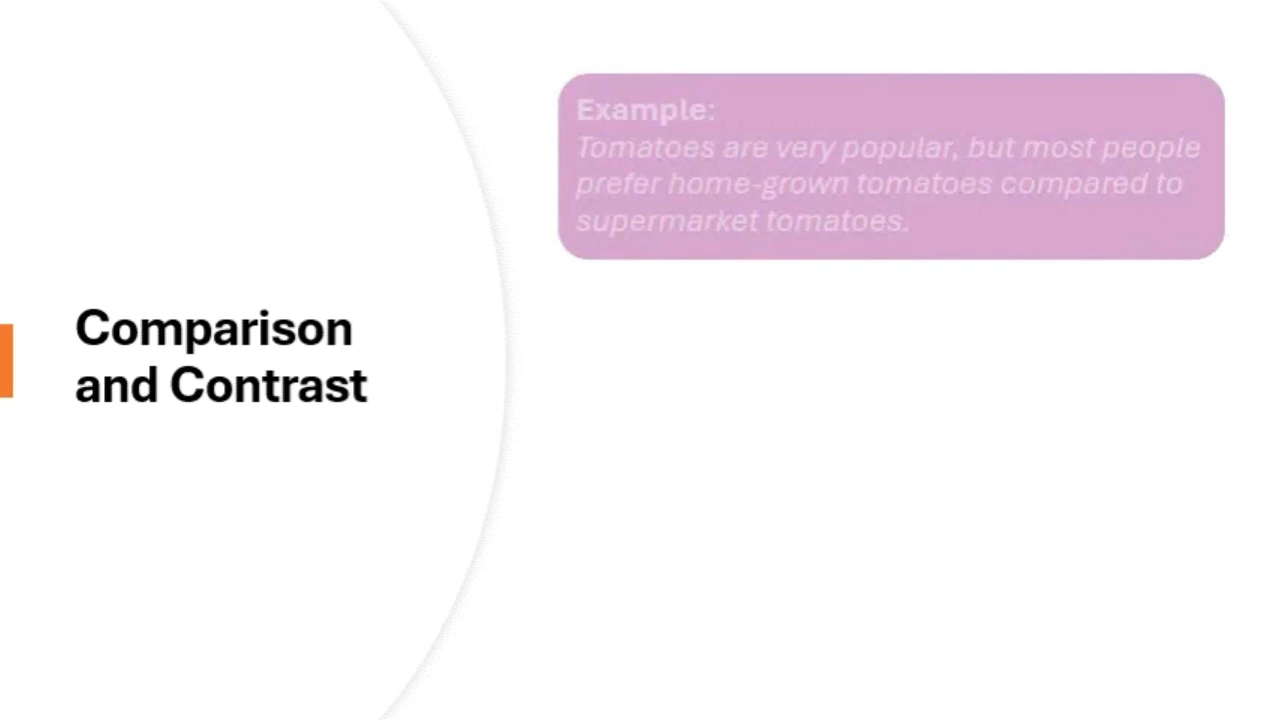 Comparison
and Contrast
Example:
Tomatoes are very popular, but most people
prefer home-grown tomatoes compared to
supermarket tomatoes.